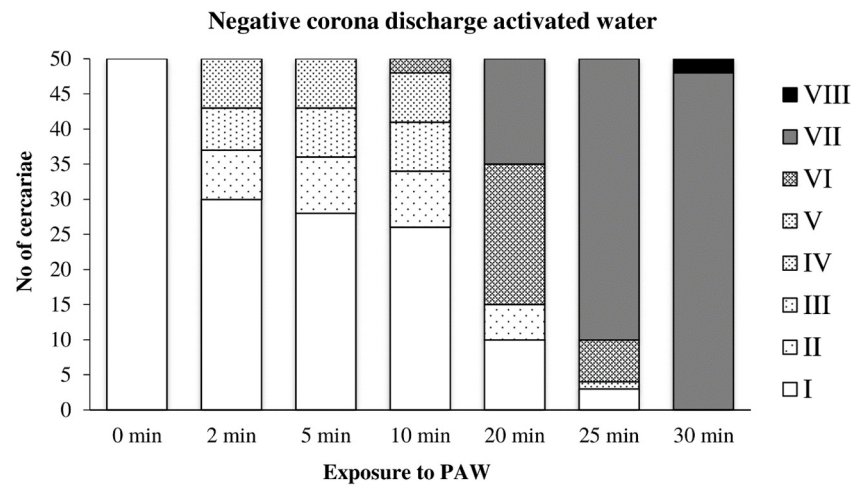 Negative corona discharge activated water
50
45
40
35
30
25
20
15
10
5
0
No of cercariae
0 min 2 min 5 min 10 min 20 min 25 min 30 min
Exposure to PAW
VIII
VII
VI
V
IV
III
II
I